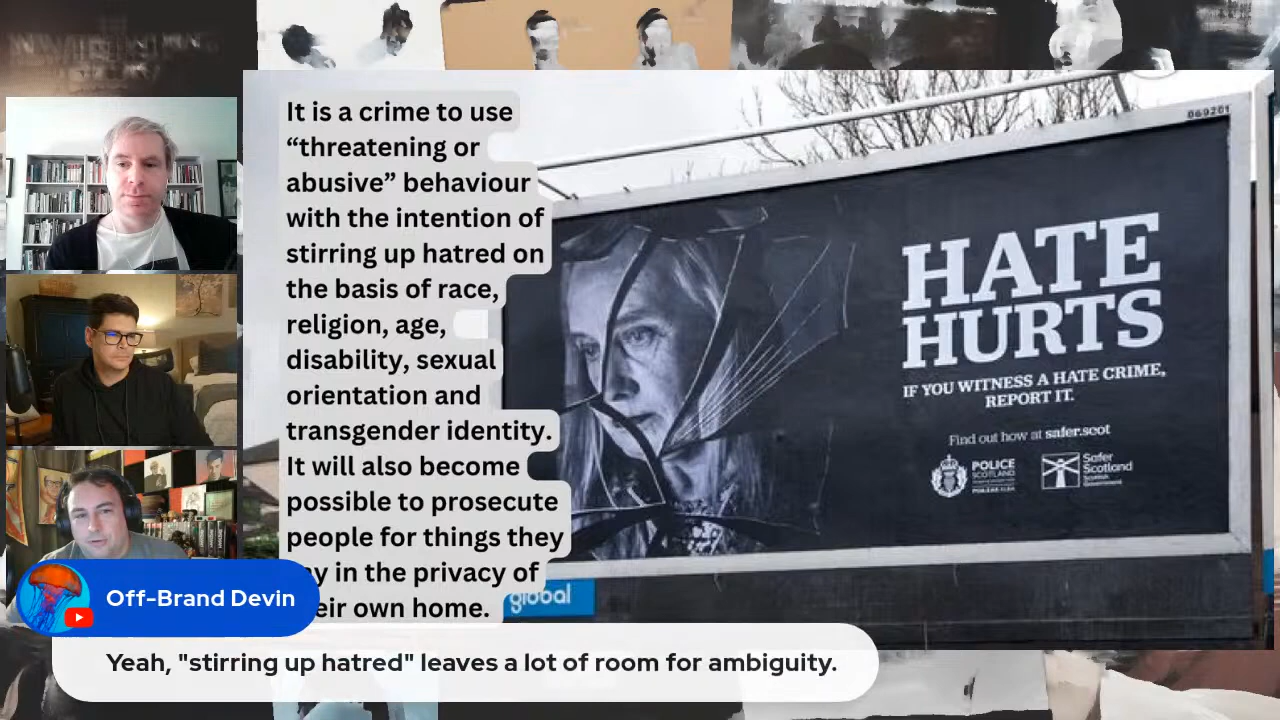 It is a crime to use
“threatening or
abusive” behaviour
with the intention of
stirring up hatred on
the basis of race,
religion, age,
disability, sexual
orientation and
transgender identity.
It will also become
possible to prosecute
people for things they
in the privacy of
own home.
069201
HATE
HURTS
IF YOU WITNESS A HATE CRIME,
REPORT IT.
Find out how at safer.scot
POLICE
SCOTLAND
Safer
Scotland
Scottish
Government
global
Off-Brand Devin
Yeah, "stirring up hatred" leaves a lot of room for ambiguity.